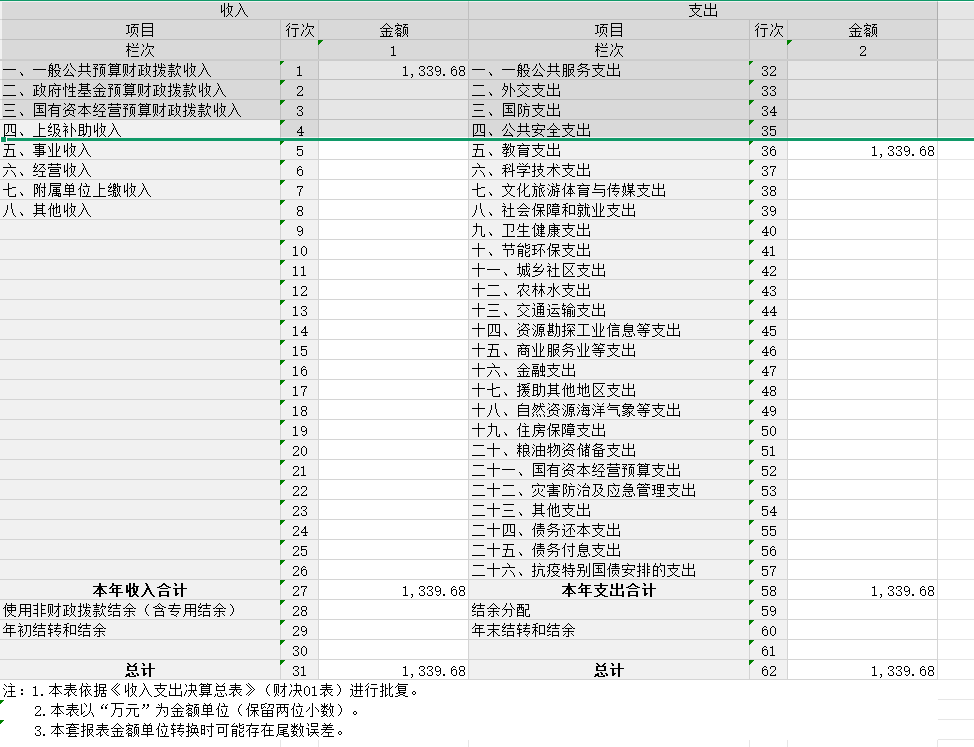 收入 支出
项目 行次 金额 项目 行次 金额
栏次 1 栏次 2
一、一般公共预算财政拨款收入 1 1,339.68 一、一般公共服务支出 32
二、政府性基金预算财政拨款收入 2 二、外交支出 33
三、国有资本经营预算财政拨款收入 3 三、国防支出 34
四、上级补助收入 4 四、公共安全支出 35
五、事业收入 5 五、教育支出 36 1,339.68
六、经营收入 6 六、科学技术支出 37
七、附属单位上缴收入 7 七、文化旅游体育与传媒支出 38
八、其他收入 8 八、社会保障和就业支出 39
9 九、卫生健康支出 40
10 十、节能环保支出 41
11 十一、城乡社区支出 42
12 十二、农林水支出 43
13 十三、交通运输支出 44
14 十四、资源勘探工业信息等支出 45
15 十五、商业服务业等支出 46
16 十六、金融支出 47
17 十七、援助其他地区支出 48
18 十八、自然资源海洋气象等支出 49
19 十九、住房保障支出 50
20 二十、粮油物资储备支出 51
21 二十一、国有资本经营预算支出 52
22 二十二、灾害防治及应急管理支出 53
23 二十三、其他支出 54
24 二十四、债务还本支出 55
25 二十五、债务付息支出 56
26 二十六、抗疫特别国债安排的支出 57
本年收入合计 27 1,339.68 本年支出合计 58 1,339.68
使用非财政拨款结余（含专用结余） 28 结余分配 59
年初结转和结余 29 年末结转和结余 60
30 61
总计 31 1,339.68 总计 62 1,339.68
注：1.本表依据《收入支出决算总表》（财决01表）进行批复。
2.本表以“万元”为金额单位（保留两位小数）。
3.本套报表金额单位转换时可能存在尾数误差。